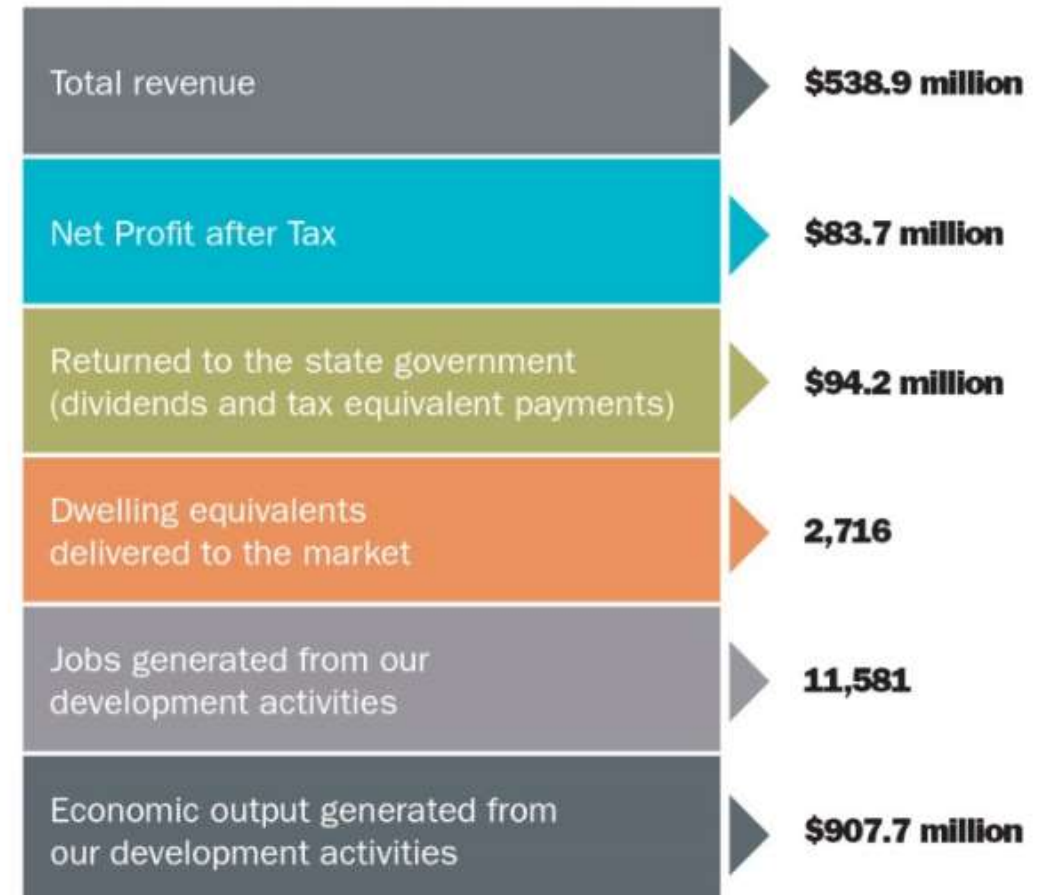 Total revenue
$538.9 million
Net Profit after Tax
$83.7 million
Returned to the state government
(dividends and tax equivalent payments)
$94.2 million
Dwelling equivalents
delivered to the market
2,716
Jobs generated from our
development activities
11,581
Economic output generated from
our development activities
$907.7 million